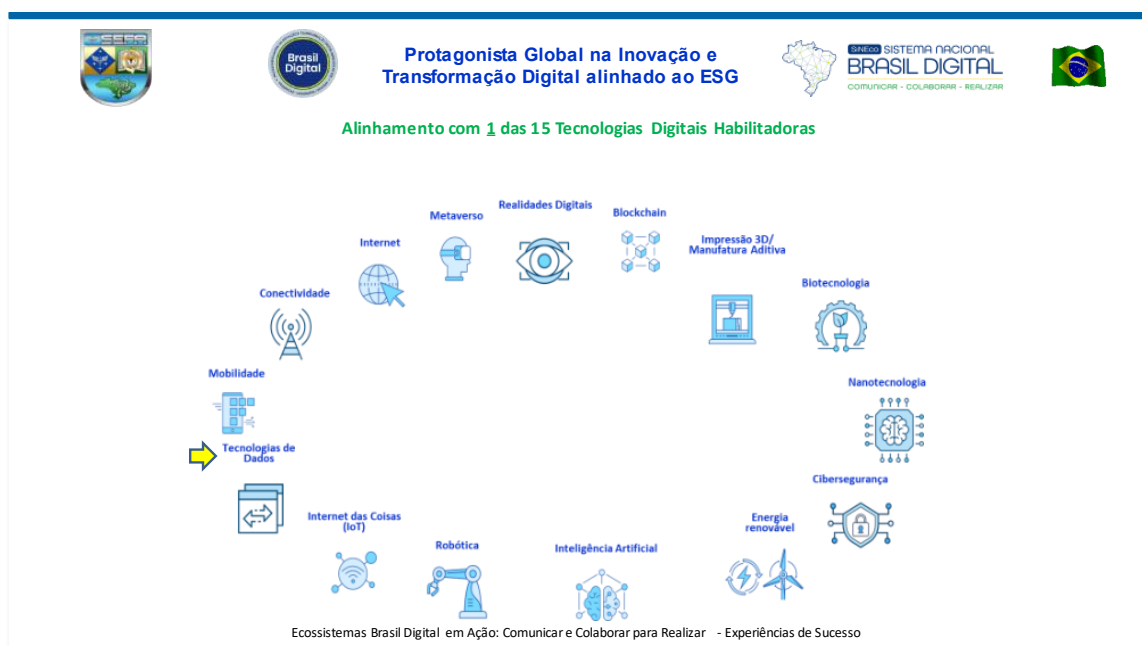 SSEFA
Brasil
Digital
Protagonista Global na Inovação e
Transformação Digital alinhado ao ESG
SiNEco SISTEMA NACIONAL
BRASIL DIGITAL
COMUNICAR - COLABORAR - REALIZAR
Alinhamento com 1 das 15 Tecnologias Digitais Habilitadoras
Realidades Digitais
Metaverso
Blockchain
Internet
Impressão 3D/
Manufatura Aditiva
Biotecnologia
Conectividade
Mobilidade
Nanotecnologia
Tecnologias de
Dados
Cibersegurança
Internet das Coisas
(IoT)
Energia
renovável
Robótica
Inteligência Artificial
Ecossistemas Brasil Digital em Ação: Comunicar e Colaborar para Realizar - Experiências de Sucesso